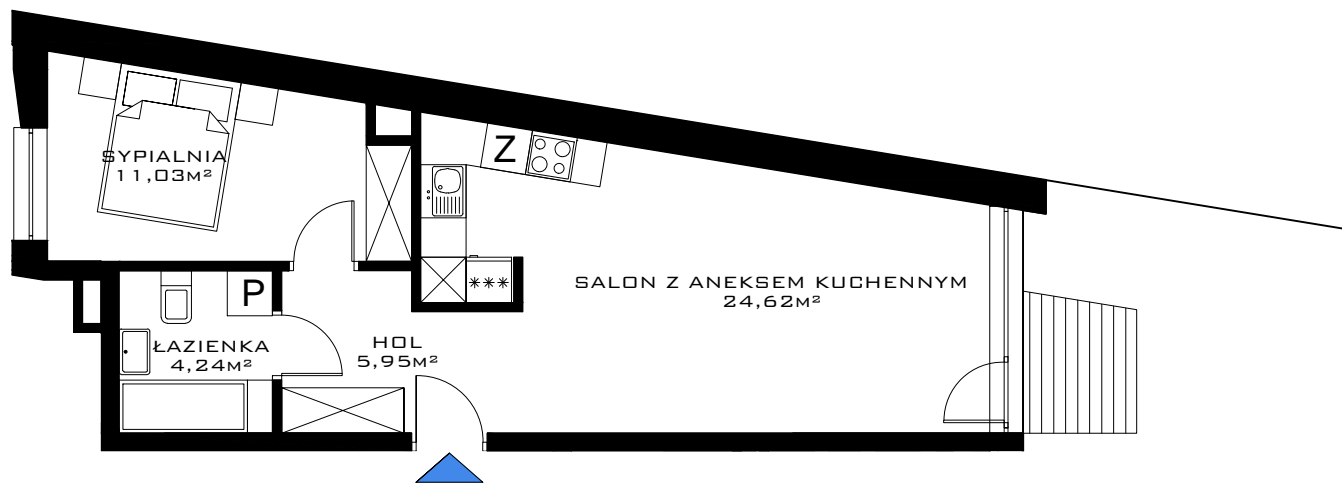 Z
SYPIALNIA
11,03M²
***
SALON Z ANEKSEM KUCHENNYM
24,62M²
P
ŁAZIENKA
4,24M²
HOL
5,95M²